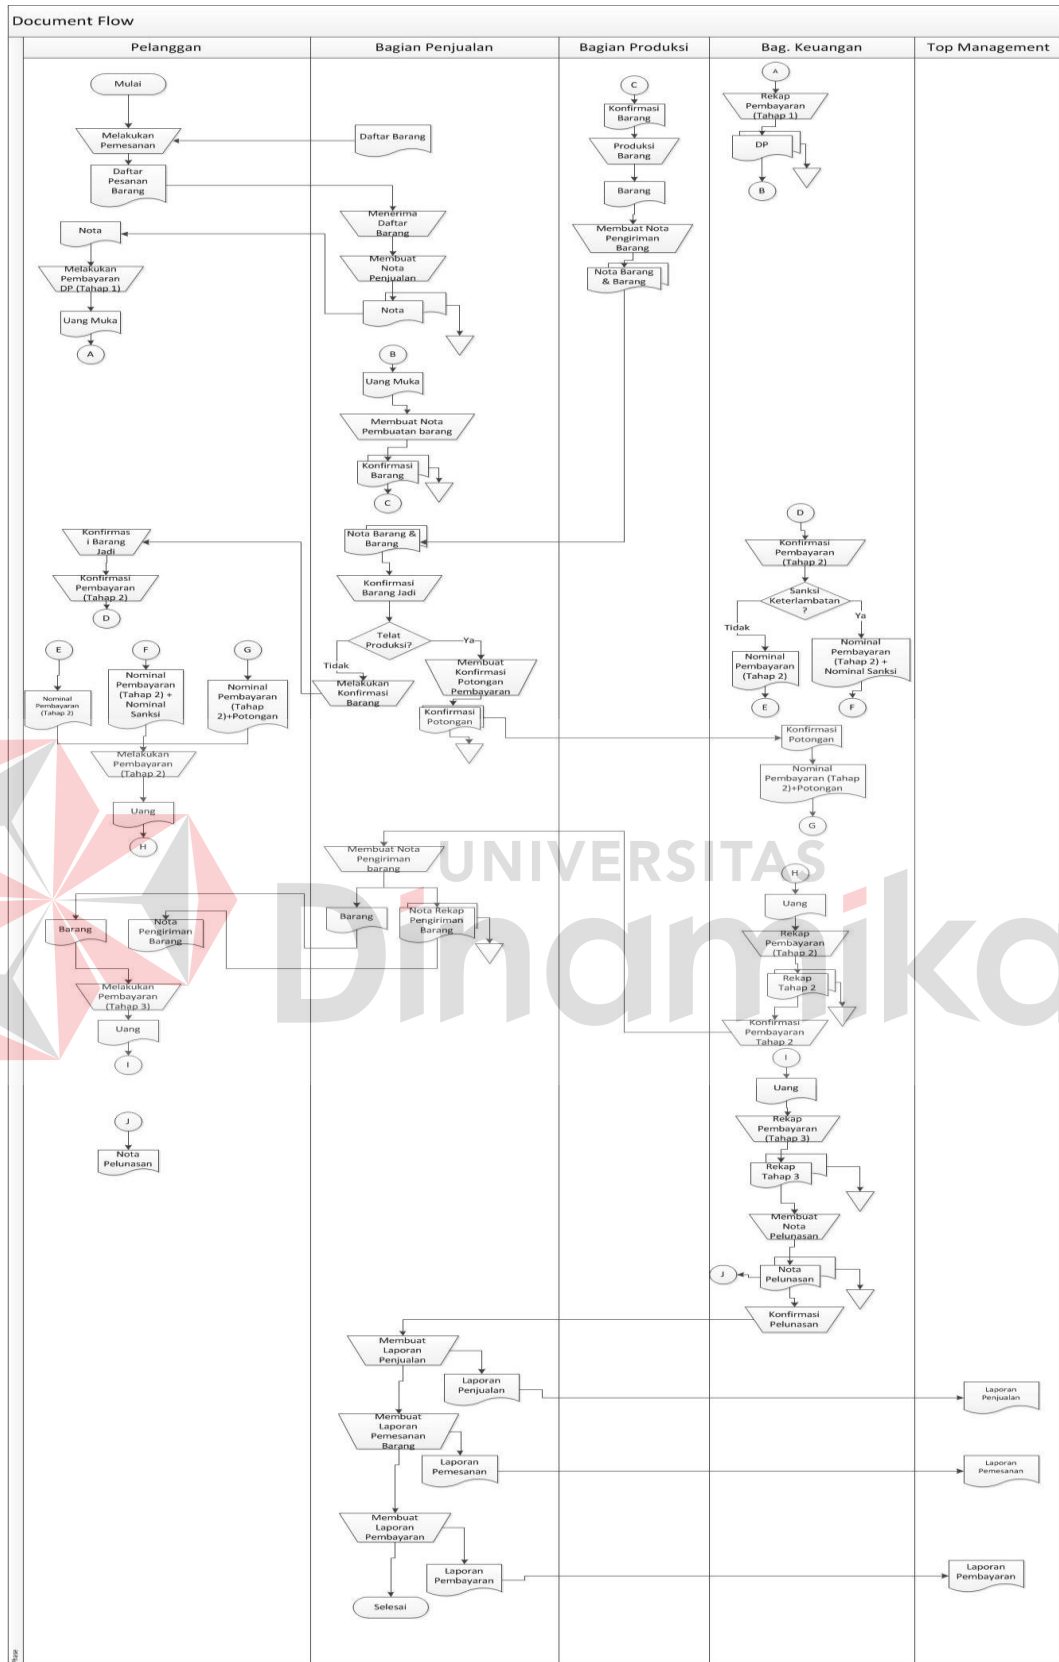 Document Flow
Pelanggan
Bagian Penjualan
Bagian Produksi
Bag. Keuangan
Top Management
Mulai
Melakukan
Pemesanan
Daftar
Pesanan
Barang
Nota
Melakukan
Pembayaran
DP (Tahap 1)
Uang Muka
A
Konfirmas
i Barang
Jadi
Konfirmasi
Pembayaran
(Tahap 2)
D
E
F
G
Nominal
Pembayaran
(Tahap 2)
Nominal
Pembayaran
(Tahap 2) +
Nominal
Sanksi
Nominal
Pembayaran
(Tahap
2)+Potongan
Melakukan
Pembayaran
(Tahap 2)
Uang
H
Barang
Nota
Pengiriman
Barang
Melakukan
Pembayaran
(Tahap 3)
Uang
I
J
Nota
Pelunasan
Daftar Barang
Menerima
Daftar
Barang
Membuat
Nota
Penjualan
Nota
B
Uang Muka
Membuat Nota
Pembuatan barang
Konfirmasi
Barang
C
Nota Barang &
Barang
Konfirmasi
Barang Jadi
Telat
Produksi?
Tidak
Ya
Melakukan
Konfirmasi
Barang
Membuat
Konfirmasi
Potongan
Pembayaran
Konfirmasi
Potongan
Membuat Nota
Pengiriman
barang
Barang
Nota Rekap
Pengiriman
Barang
Membuat
Laporan
Penjualan
Laporan
Penjualan
Membuat
Laporan
Pemesanan
Barang
Laporan
Pemesanan
Membuat
Laporan
Pembayaran
Laporan
Pembayaran
Selesai
C
Konfirmasi
Barang
Produksi
Barang
Barang
Membuat Nota
Pengiriman
Barang
Nota Barang
& Barang
A
Rekap
Pembayaran
(Tahap 1)
DP
B
D
Konfirmasi
Pembayaran
(Tahap 2)
Sanksi
Keterlambatan
?
Tidak
Ya
Nominal
Pembayaran
(Tahap 2)
Nominal
Pembayaran
(Tahap 2) +
Nominal Sanksi
E
F
Konfirmasi
Potongan
Nominal
Pembayaran (Tahap
2)+Potongan
G
H
Uang
Rekap
Pembayaran
(Tahap 2)
Rekap
Tahap 2
Konfirmasi
Pembayaran
Tahap 2
I
Uang
Rekap
Pembayaran
(Tahap 3)
Rekap
Tahap 3
Membuat
Nota
Pelunasan
J
Nota
Pelunasan
Konfirmasi
Pelunasan
Laporan
Penjualan
Laporan
Pemesanan
Laporan
Pembayaran
UNIVERSITAS
Dinamika